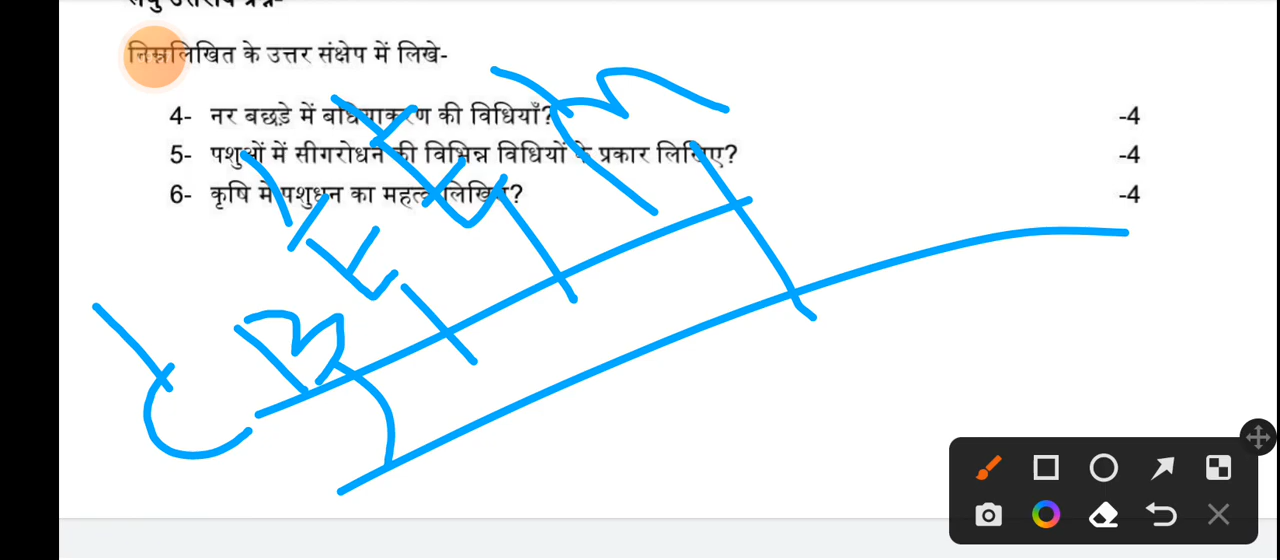 निम्नलिखित के उत्तर संक्षेप में लिखे-
4- नर बछड़े में बधियाकरण की विधियाँ? -4
5- पशुओं में सीगरोधन की विभिन्न विधियों के प्रकार लिखिए? -4
6- कृषि में पशुधन का महत्व लिखिए? -4